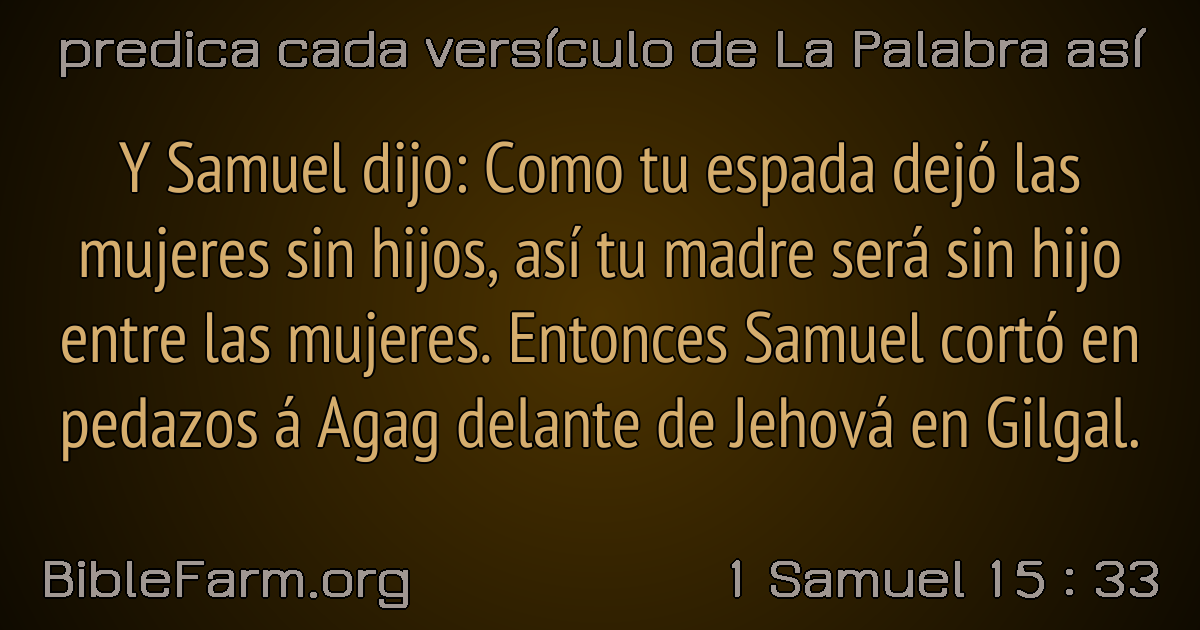 predica cada versículo de La Palabra así
Y Samuel dijo: Como tu espada dejó las
mujeres sin hijos, así tu madre será sin hijo
entre las mujeres. Entonces Samuel cortó en
pedazos á Agag delante de Jehová en Gilgal.
BibleFarm.org
1 Samuel 15 : 33